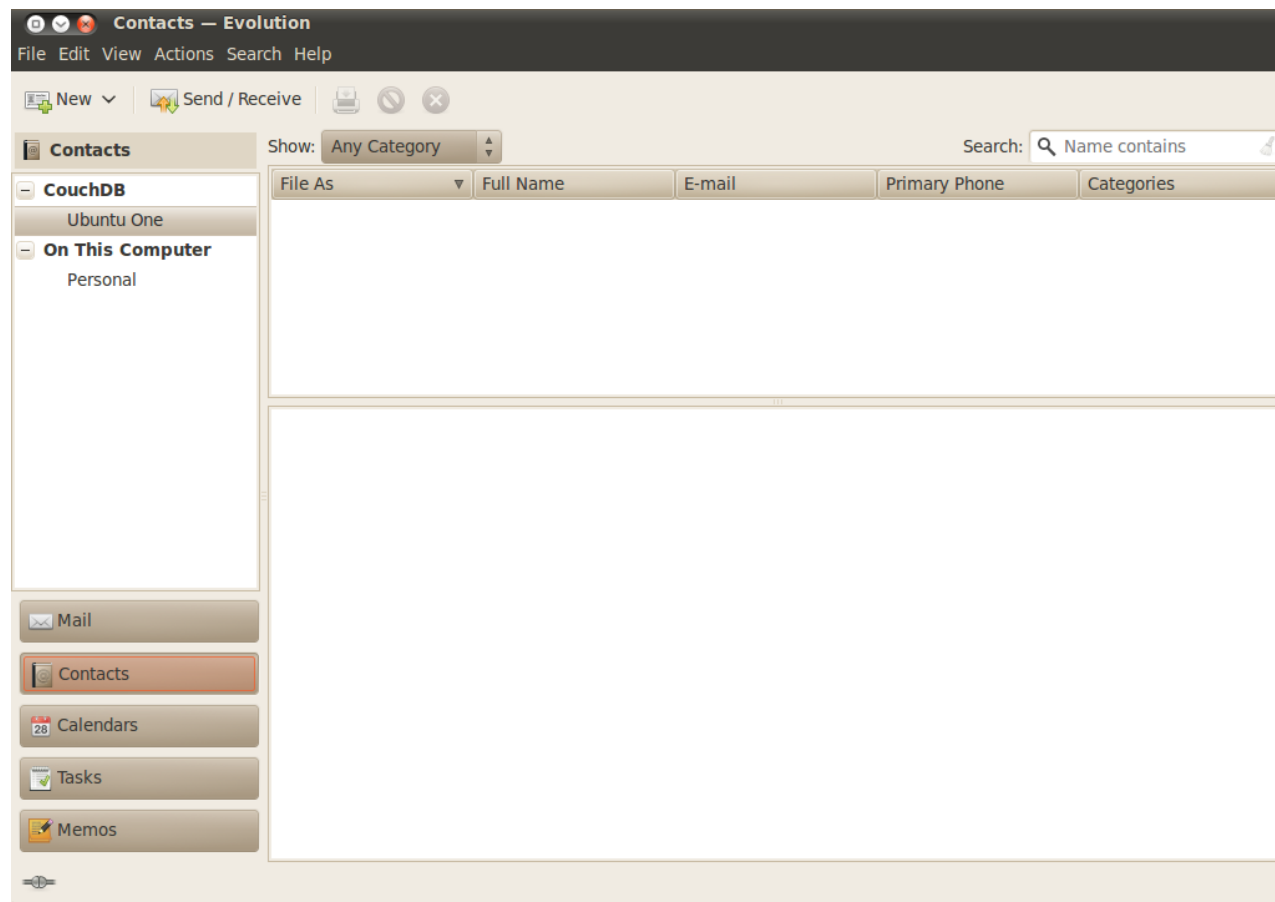 Contacts — Evolution
File Edit View Actions Search Help
New Send / Receive
Contacts
Show: Any Category Search: Name contains
CouchDB
Ubuntu One
On This Computer
Personal
File As Full Name E-mail Primary Phone Categories
Mail
Contacts
28 Calendars
Tasks
Memos